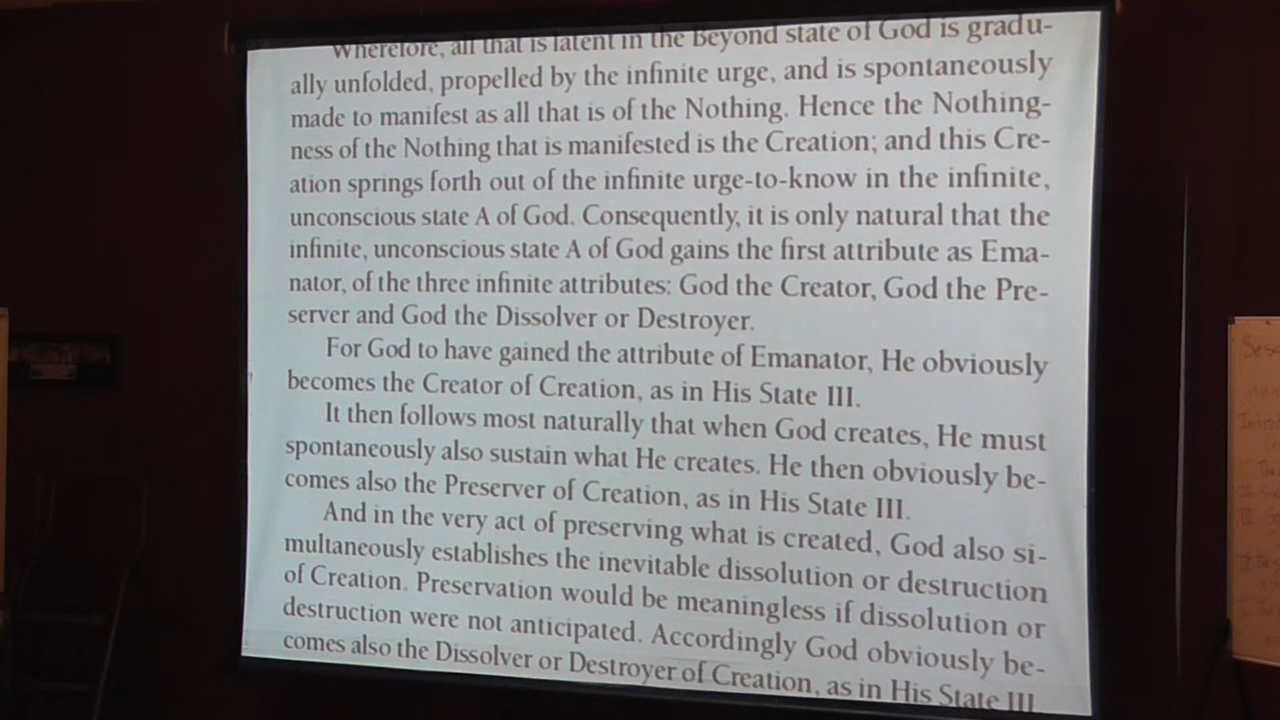 Wherefore, all that is latent in the Beyond state of God is gradu-
ally unfolded, propelled by the infinite urge, and is spontaneously
made to manifest as all that is of the Nothing. Hence the Nothing-
ness of the Nothing that is manifested is the Creation; and this Cre-
ation springs forth out of the infinite urge-to-know in the infinite,
unconscious state A of God. Consequently, it is only natural that the
infinite, unconscious state A of God gains the first attribute as Ema-
nator, of the three infinite attributes: God the Creator, God the Pre-
server and God the Dissolver or Destroyer.
For God to have gained the attribute of Emanator, He obviously
becomes the Creator of Creation, as in His State III.
It then follows most naturally that when God creates, He must
spontaneously also sustain what He creates. He then obviously be-
comes also the Preserver of Creation, as in His State III.
And in the very act of preserving what is created, God also si-
multaneously establishes the inevitable dissolution or destruction
of Creation. Preservation would be meaningless if dissolution or
destruction were not anticipated. Accordingly God obviously be-
comes also the Dissolver or Destroyer of Creation, as in His State III.